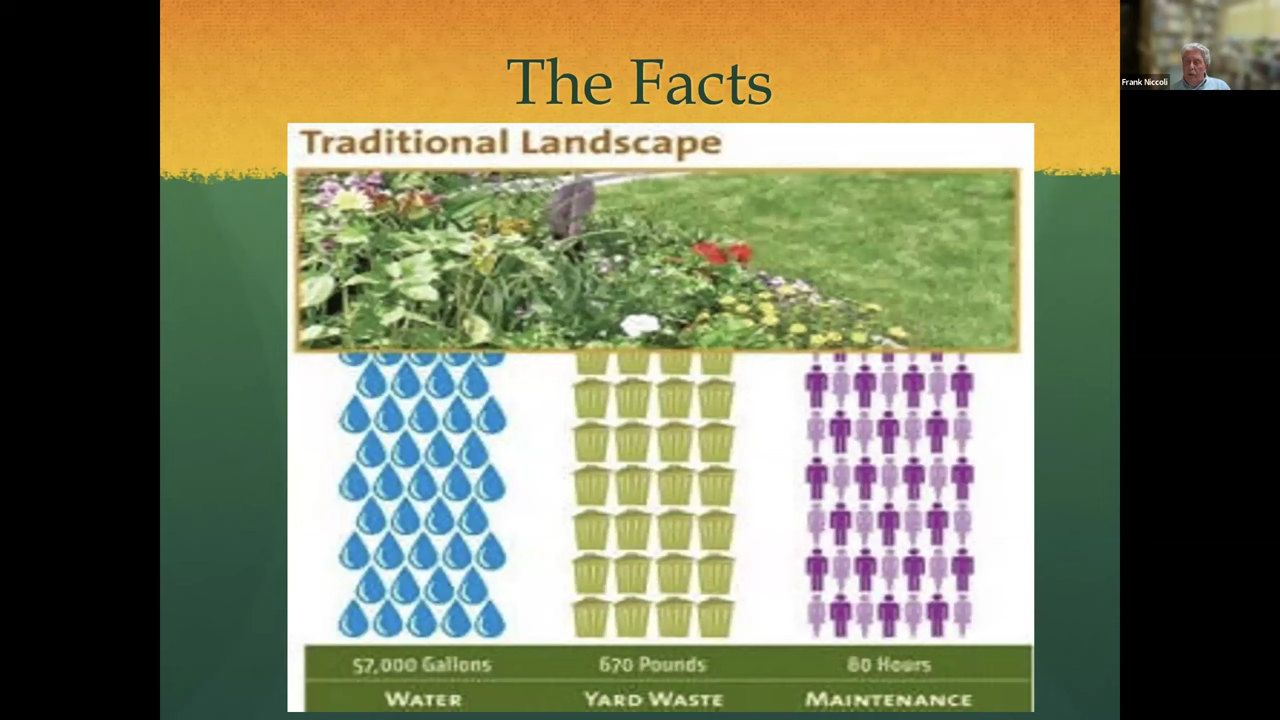 The Facts
Frank Niccoli
Traditional Landscape
57,000 Gallons 670 Pounds 80 Hours
WATER YARD WASTE MAINTENANCE